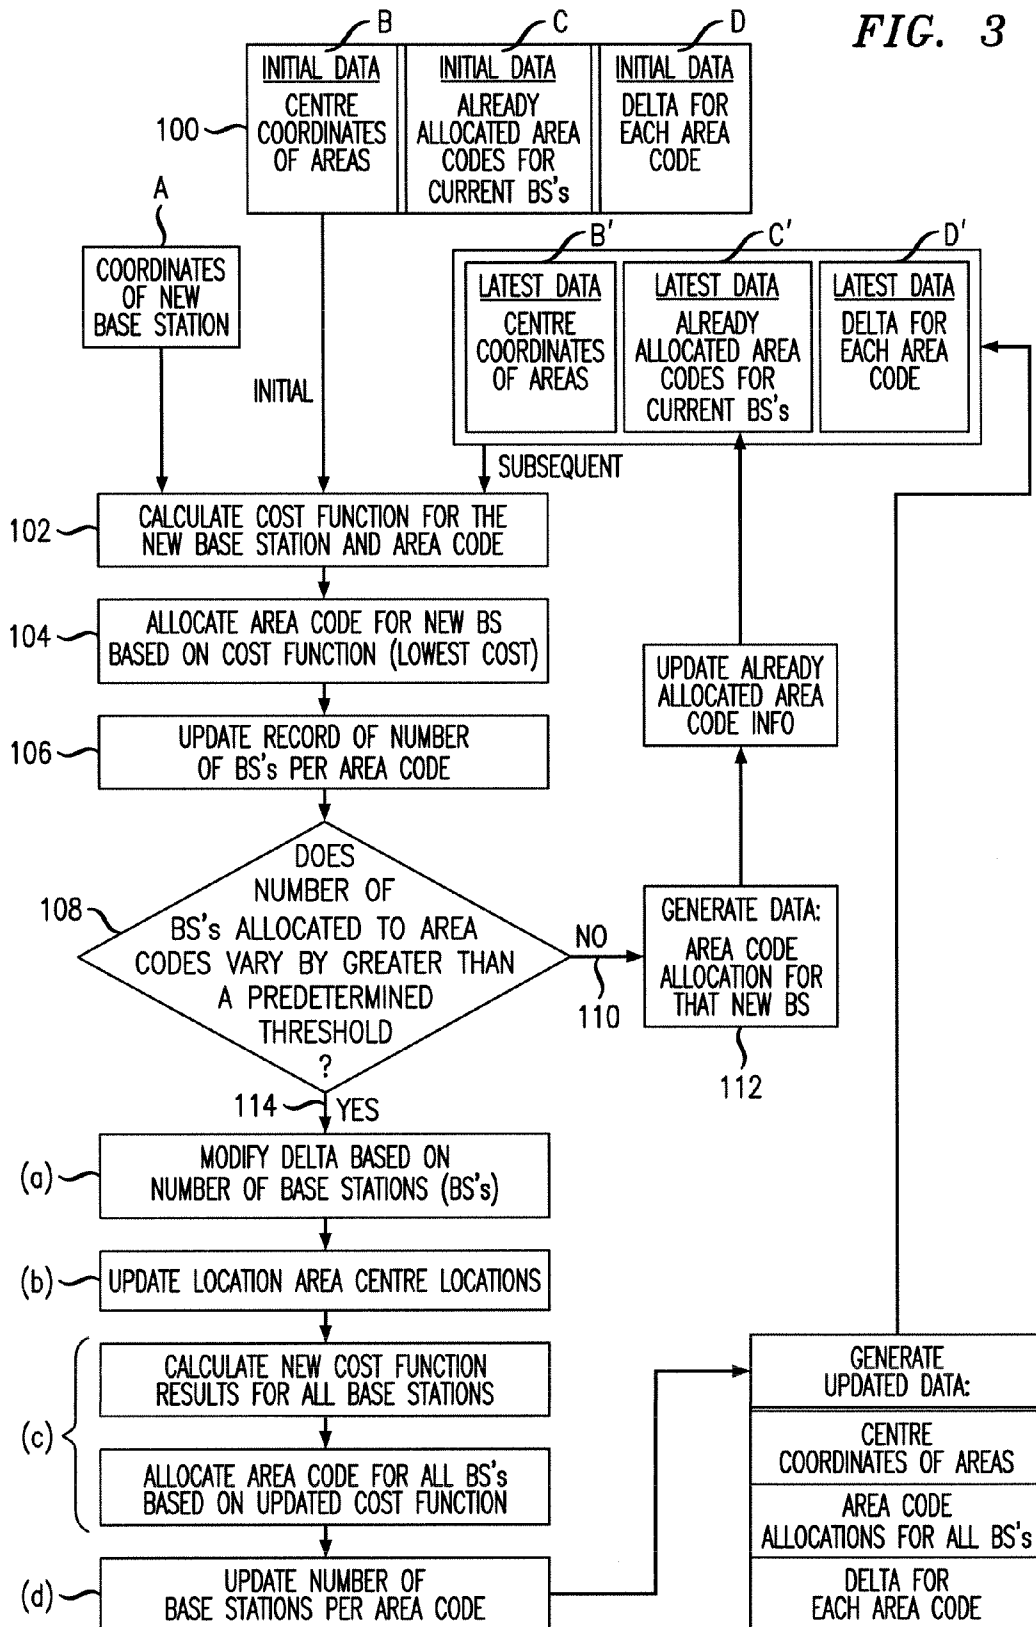 FIG. 3
B
C
D
100
INITIAL DATA
CENTRE
COORDINATES
OF AREAS
INITIAL DATA
ALREADY
ALLOCATED AREA
CODES FOR
CURRENT BS's
INITIAL DATA
DELTA FOR
EACH AREA
CODE
A
COORDINATES
OF NEW
BASE STATION
INITIAL
B'
C'
D'
LATEST DATA
CENTRE
COORDINATES
OF AREAS
LATEST DATA
ALREADY
ALLOCATED AREA
CODES FOR
CURRENT BS's
LATEST DATA
DELTA FOR
EACH AREA
CODE
SUBSEQUENT
102
CALCULATE COST FUNCTION FOR THE
NEW BASE STATION AND AREA CODE
104
ALLOCATE AREA CODE FOR NEW BS
BASED ON COST FUNCTION (LOWEST COST)
106
UPDATE RECORD OF NUMBER
OF BS's PER AREA CODE
UPDATE ALREADY
ALLOCATED AREA
CODE INFO
108
DOES
NUMBER OF
BS's ALLOCATED TO AREA
CODES VARY BY GREATER THAN
A PREDETERMINED
THRESHOLD
?
NO
110
GENERATE DATA:
AREA CODE
ALLOCATION FOR
THAT NEW BS
112
114
YES
(a)
MODIFY DELTA BASED ON
NUMBER OF BASE STATIONS (BS's)
(b)
UPDATE LOCATION AREA CENTRE LOCATIONS
(c)
CALCULATE NEW COST FUNCTION
RESULTS FOR ALL BASE STATIONS
ALLOCATE AREA CODE FOR ALL BS's
BASED ON UPDATED COST FUNCTION
(d)
UPDATE NUMBER OF
BASE STATIONS PER AREA CODE
GENERATE
UPDATED DATA:
CENTRE
COORDINATES OF AREAS
AREA CODE
ALLOCATIONS FOR ALL BS's
DELTA FOR
EACH AREA CODE